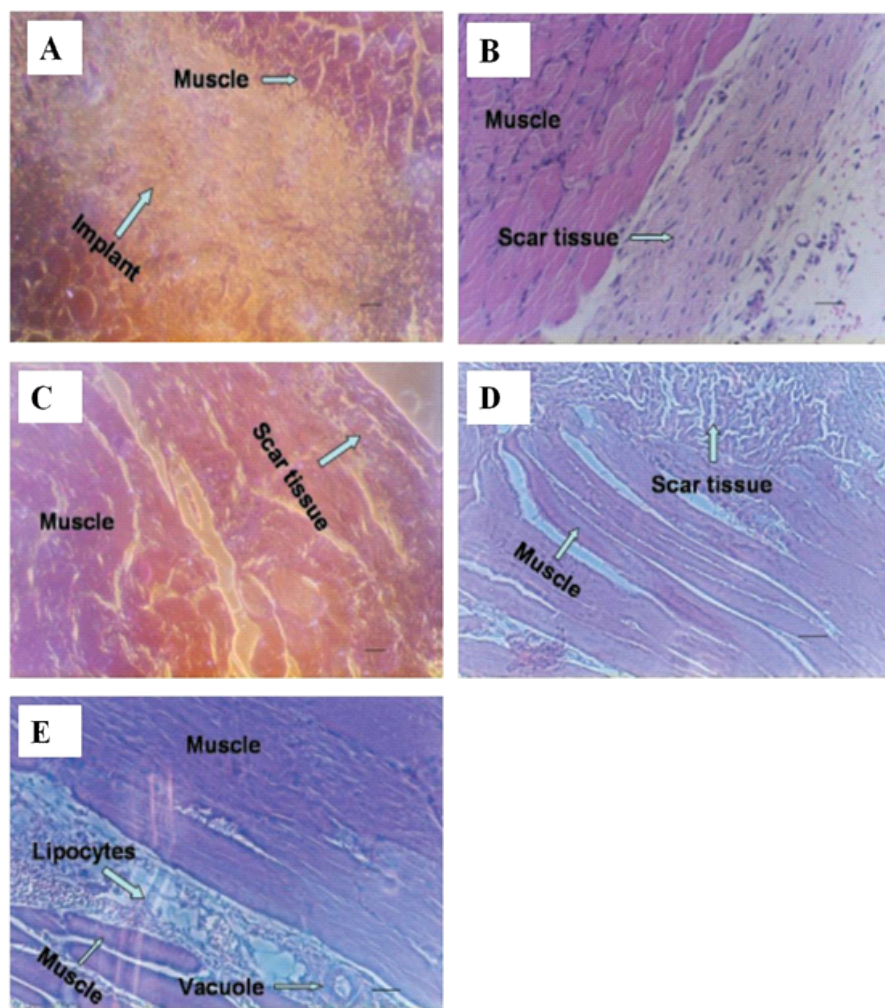 A
Muscle
Implant
B
Muscle
Scar tissue
C
Scar tissue
Muscle
D
Scar tissue
Muscle
E
Muscle
Lipocytes
Muscle
Vacuole